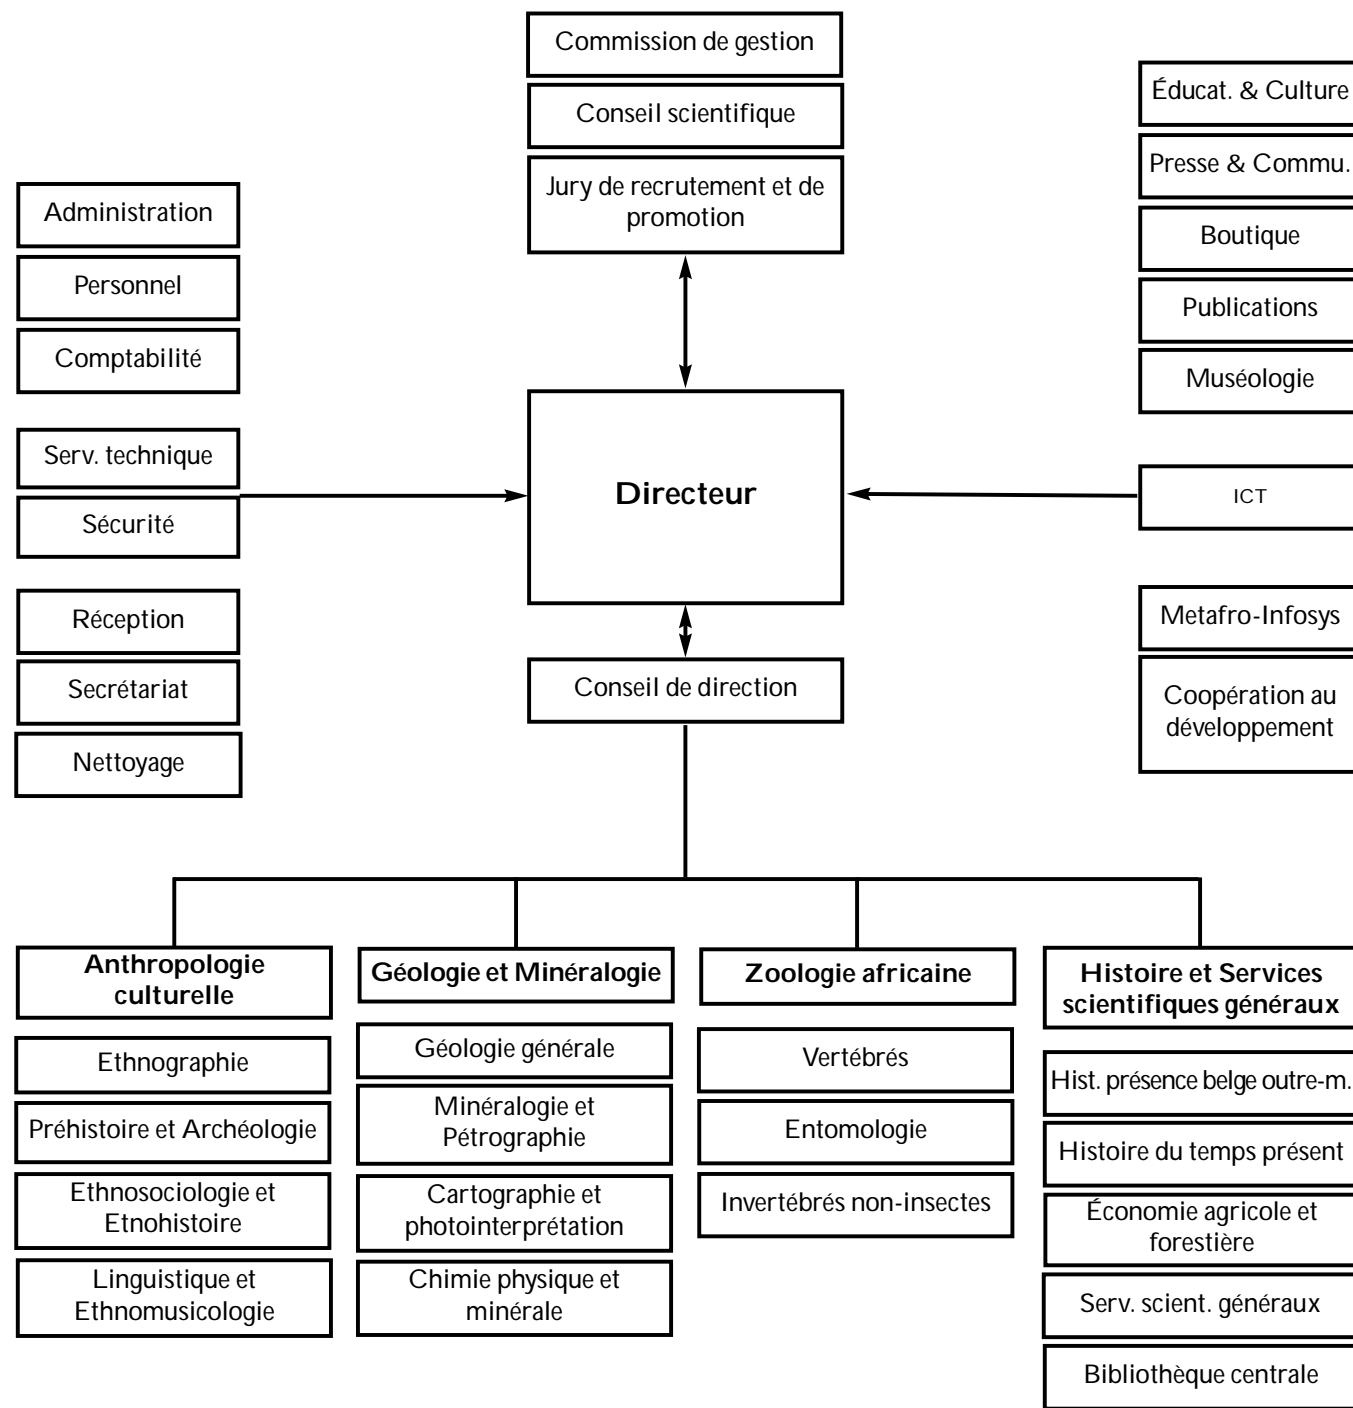 Commission de gestion
Conseil scientifique
Jury de recrutement et de
promotion
Éducat. & Culture
Presse & Commu.
Boutique
Publications
Muséologie
Administration
Personnel
Comptabilité
Serv. technique
Sécurité
Directeur
ICT
Réception
Secrétariat
Nettoyage
Conseil de direction
Metafro-Infosys
Coopération au
développement
Anthropologie
culturelle
Ethnographie
Préhistoire et Archéologie
Ethnosociologie et
Etnohistoire
Linguistique et
Ethnomusicologie
Géologie et Minéralogie
Géologie générale
Minéralogie et
Pétrographie
Cartographie et
photointerprétation
Chimie physique et
minérale
Zoologie africaine
Vertébrés
Entomologie
Invertébrés non-insectes
Histoire et Services
scientifiques généraux
Hist. présence belge outre-m.
Histoire du temps présent
Économie agricole et
forestière
Serv. scient. généraux
Bibliothèque centrale